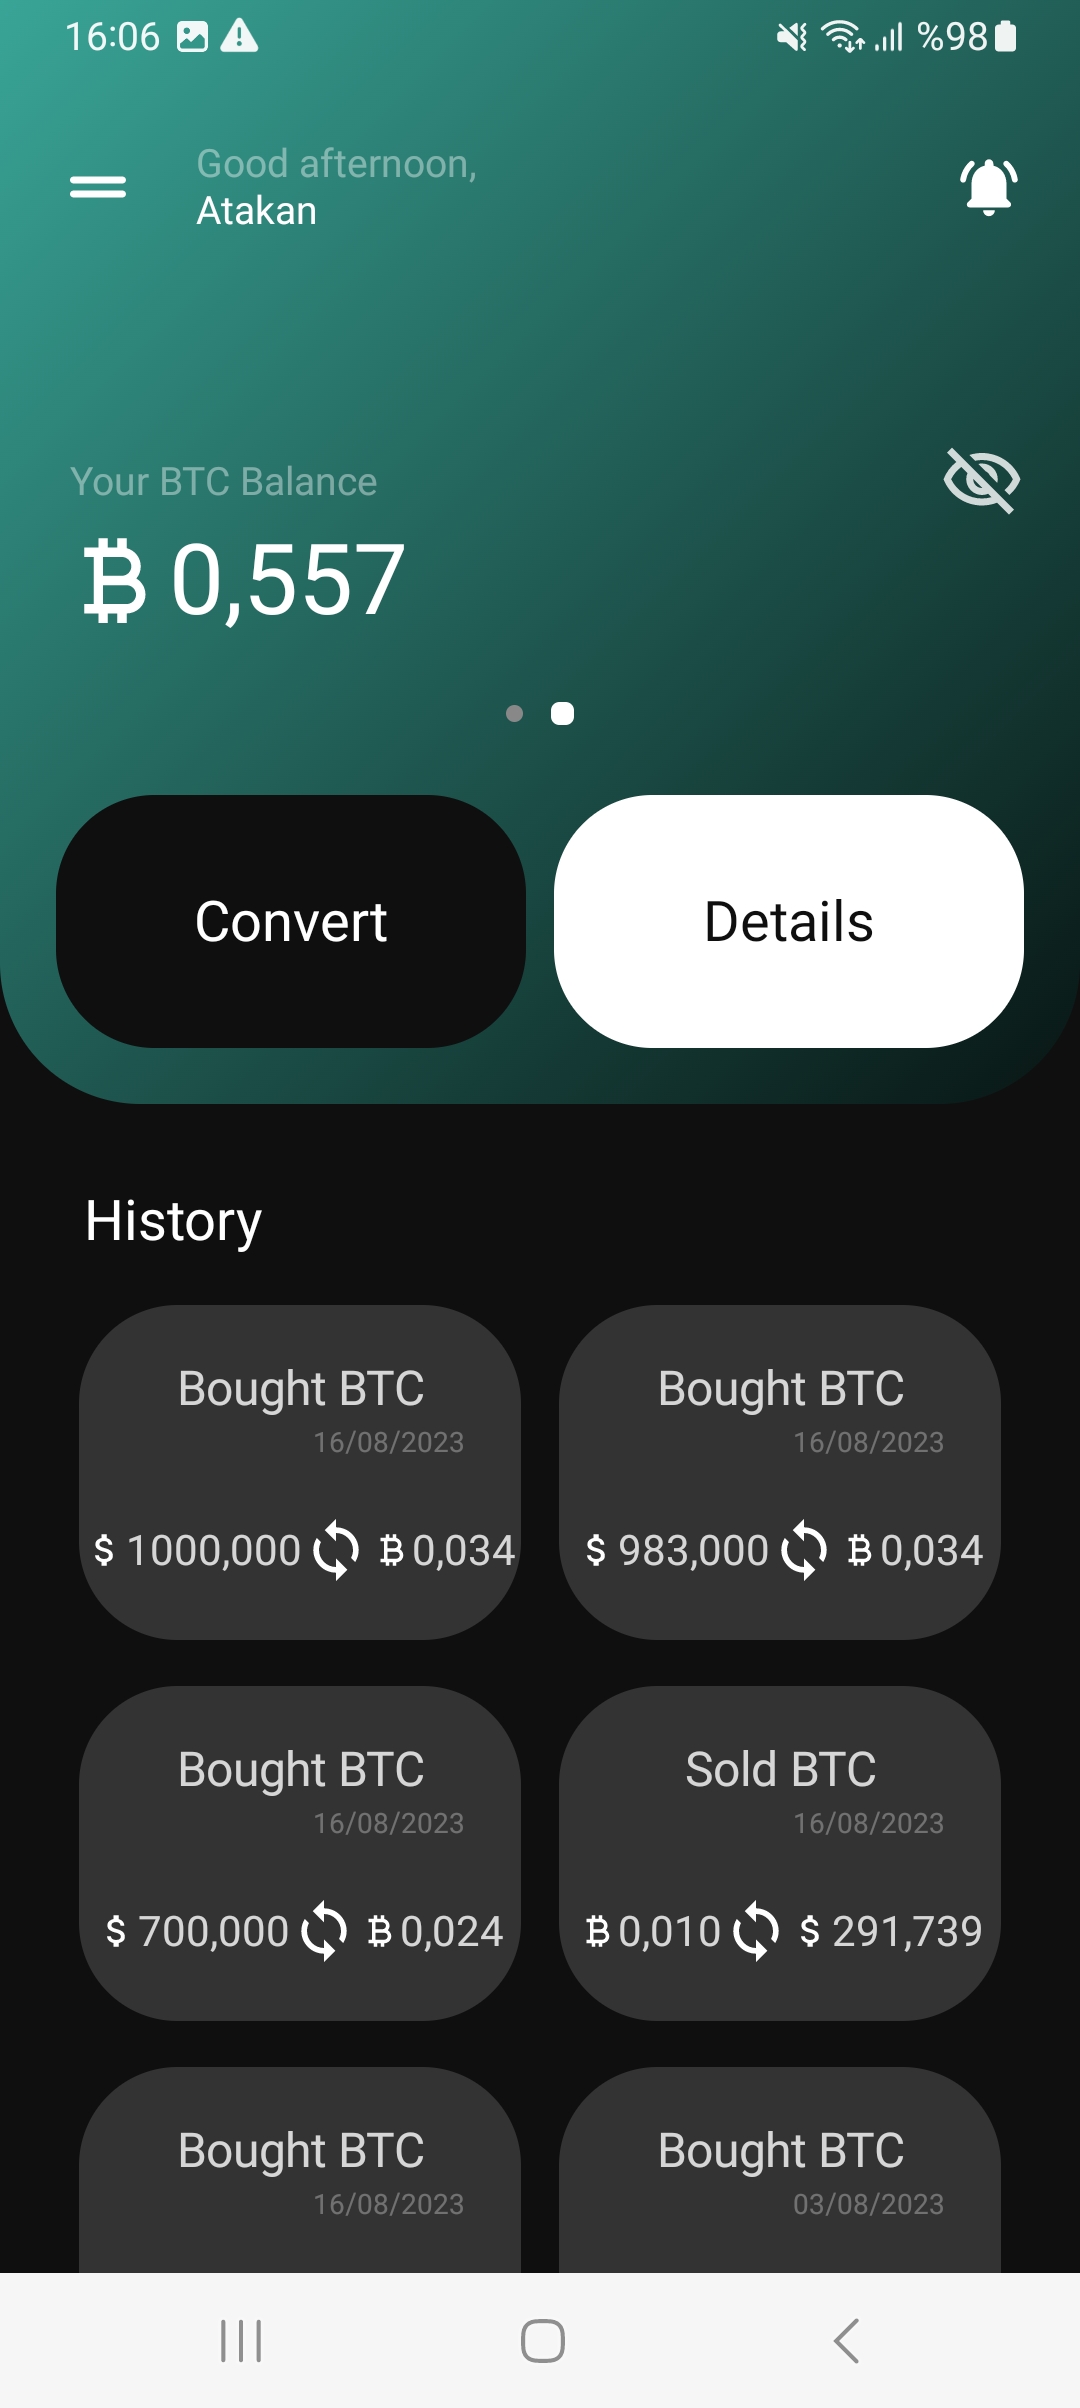 16:06 %98
Good afternoon,
Atakan
Your BTC Balance
₿ 0,557
Convert
Details
History
Bought BTC
16/08/2023
$ 1000,000 ₿ 0,034
Bought BTC
16/08/2023
$ 983,000 ₿ 0,034
Bought BTC
16/08/2023
$ 700,000 ₿ 0,024
Sold BTC
16/08/2023
₿ 0,010 $ 291,739
Bought BTC
16/08/2023
Bought BTC
03/08/2023